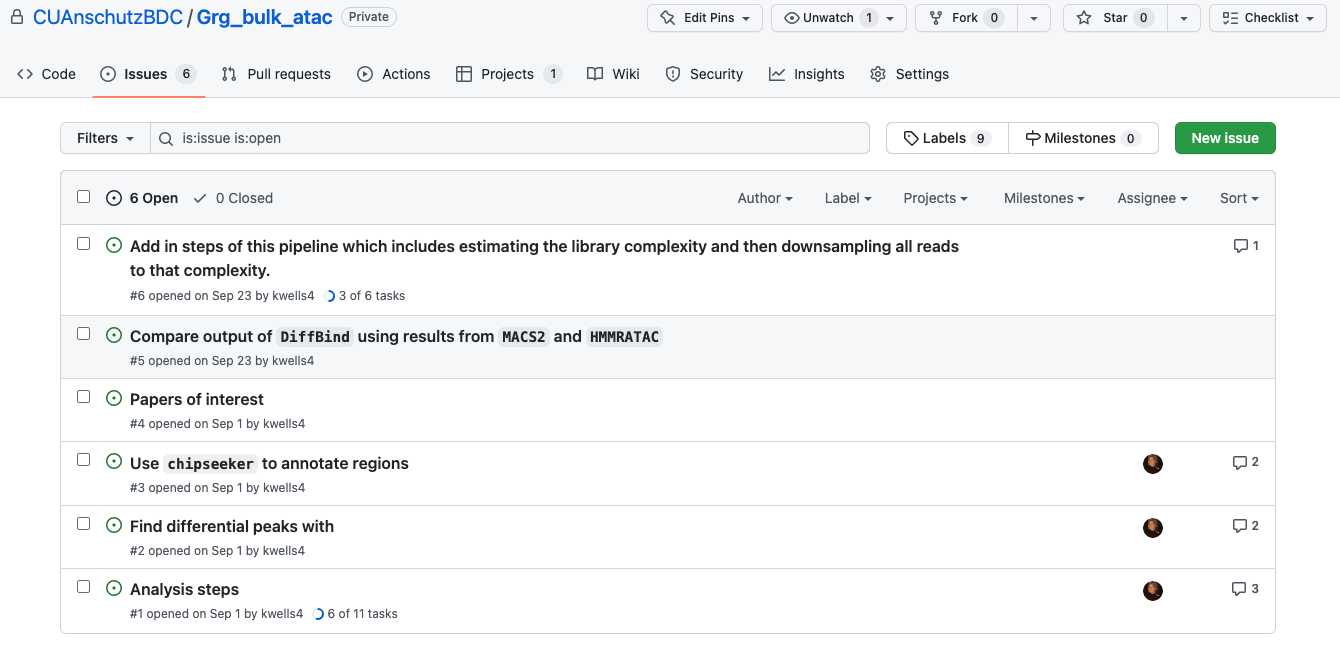 CUAnschutzBDC / Grg_bulk_atac Private Edit Pins Unwatch 1 Fork 0 Star 0 Checklist
Code Issues 6 Pull requests Actions Projects 1 Wiki Security Insights Settings
Filters is:issue is:open Labels 9 Milestones 0 New issue
6 Open 0 Closed Author Label Projects Milestones Assignee Sort
Add in steps of this pipeline which includes estimating the library complexity and then downsampling all reads 1
to that complexity.
#6 opened on Sep 23 by kwells4 3 of 6 tasks
Compare output of DiffBind using results from MACS2 and HMMRATAC
#5 opened on Sep 23 by kwells4
Papers of interest
#4 opened on Sep 1 by kwells4
Use chipseeker to annotate regions 2
#3 opened on Sep 1 by kwells4
Find differential peaks with 2
#2 opened on Sep 1 by kwells4
Analysis steps 3
#1 opened on Sep 1 by kwells4 6 of 11 tasks